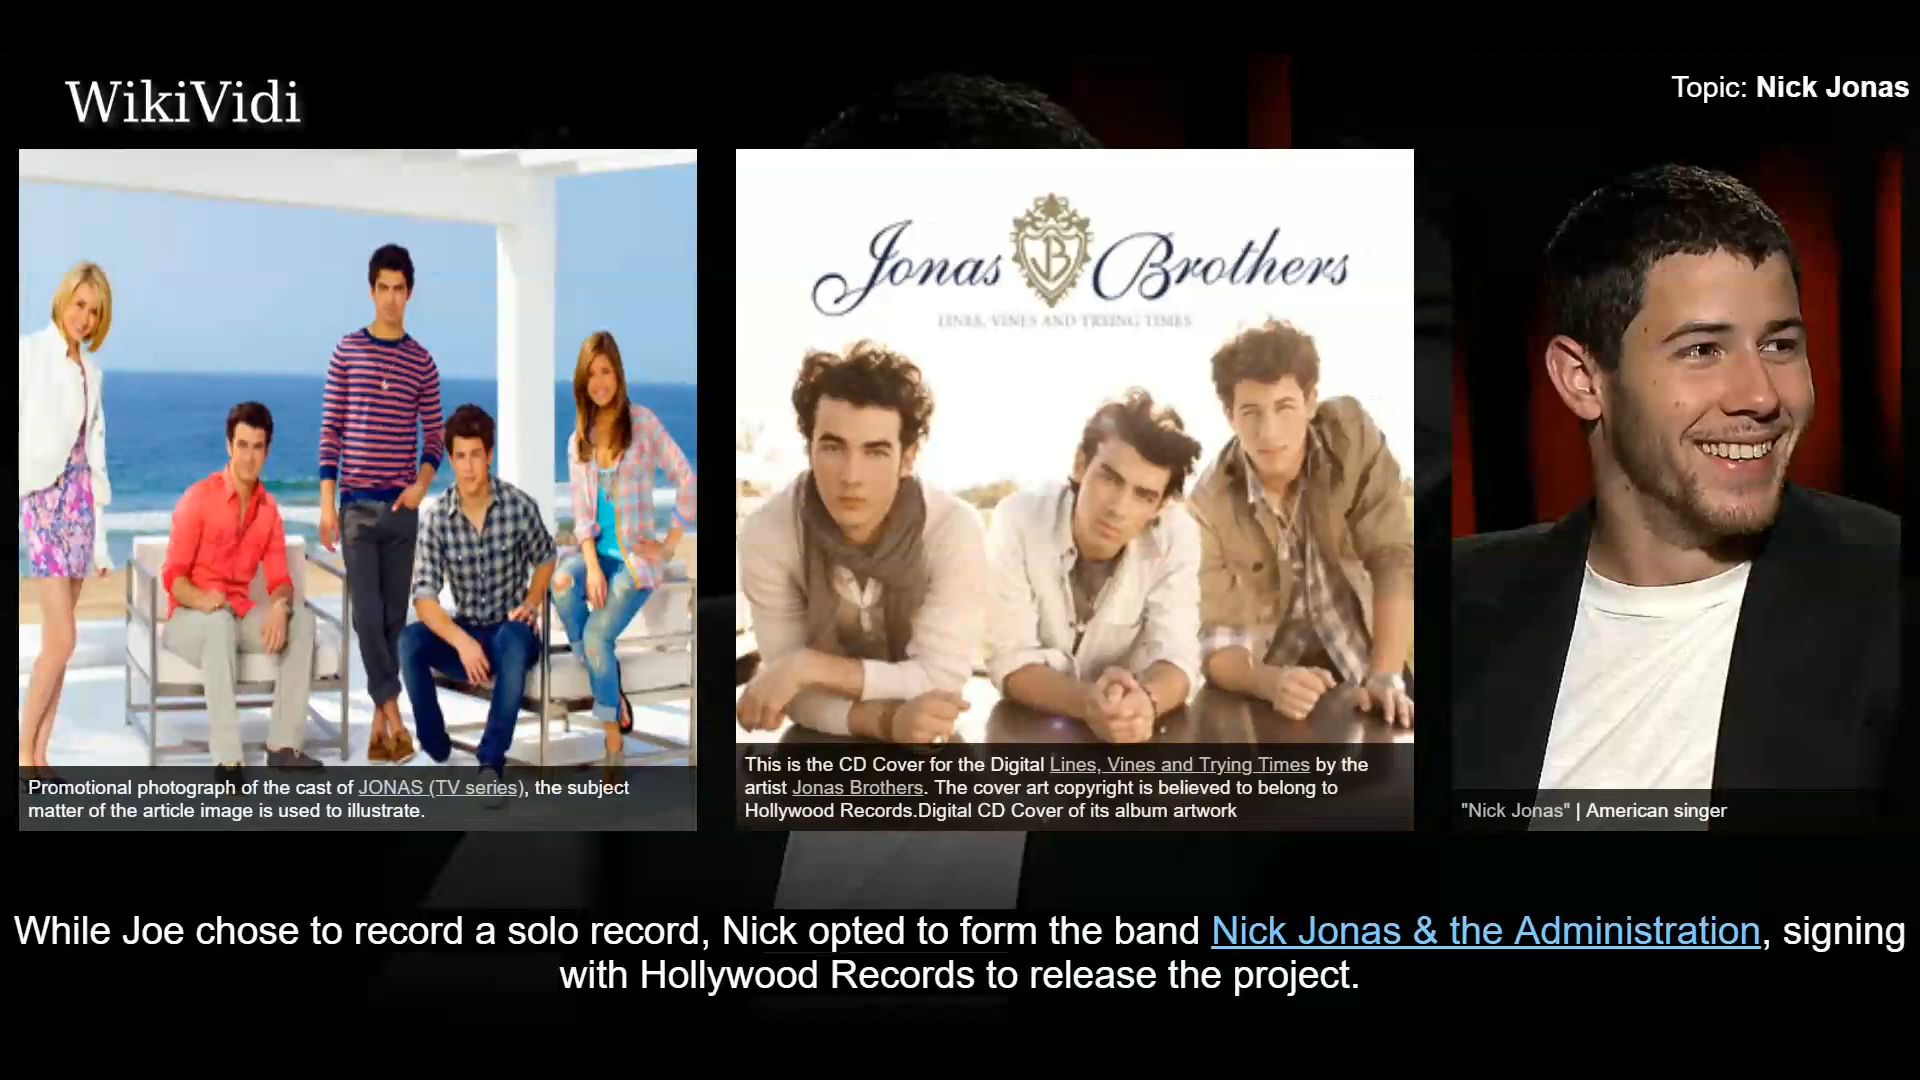 WikiVidi
Topic: Nick Jonas
Jonas JB Brothers
LINES, VINES AND TRYING TIMES
Promotional photograph of the cast of JONAS (TV series), the subject
matter of the article image is used to illustrate.
This is the CD Cover for the Digital Lines, Vines and Trying Times by the
artist Jonas Brothers. The cover art copyright is believed to belong to
Hollywood Records.Digital CD Cover of its album artwork
"Nick Jonas" | American singer
While Joe chose to record a solo record, Nick opted to form the band Nick Jonas & the Administration, signing
with Hollywood Records to release the project.